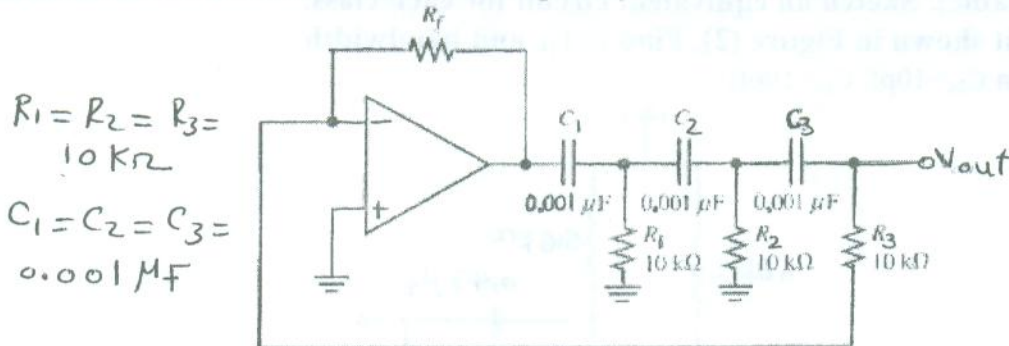 R₁ = R₂ = R₃ =
10 KΩ
C₁ = C₂ = C₃ =
0.001 MF
Rf
−
+
C₁
C₂
C₃
0.001 µF
0.001 µF
0.001 µF
R₁
10 kΩ
R₂
10 kΩ
R₃
10 kΩ
Vout